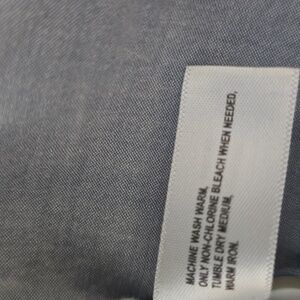 MACHINE WASH WARM,
ONLY NON-CHLORINE BLEACH WHEN NEEDED,
TUMBLE DRY MEDIUM,
WARM IRON.